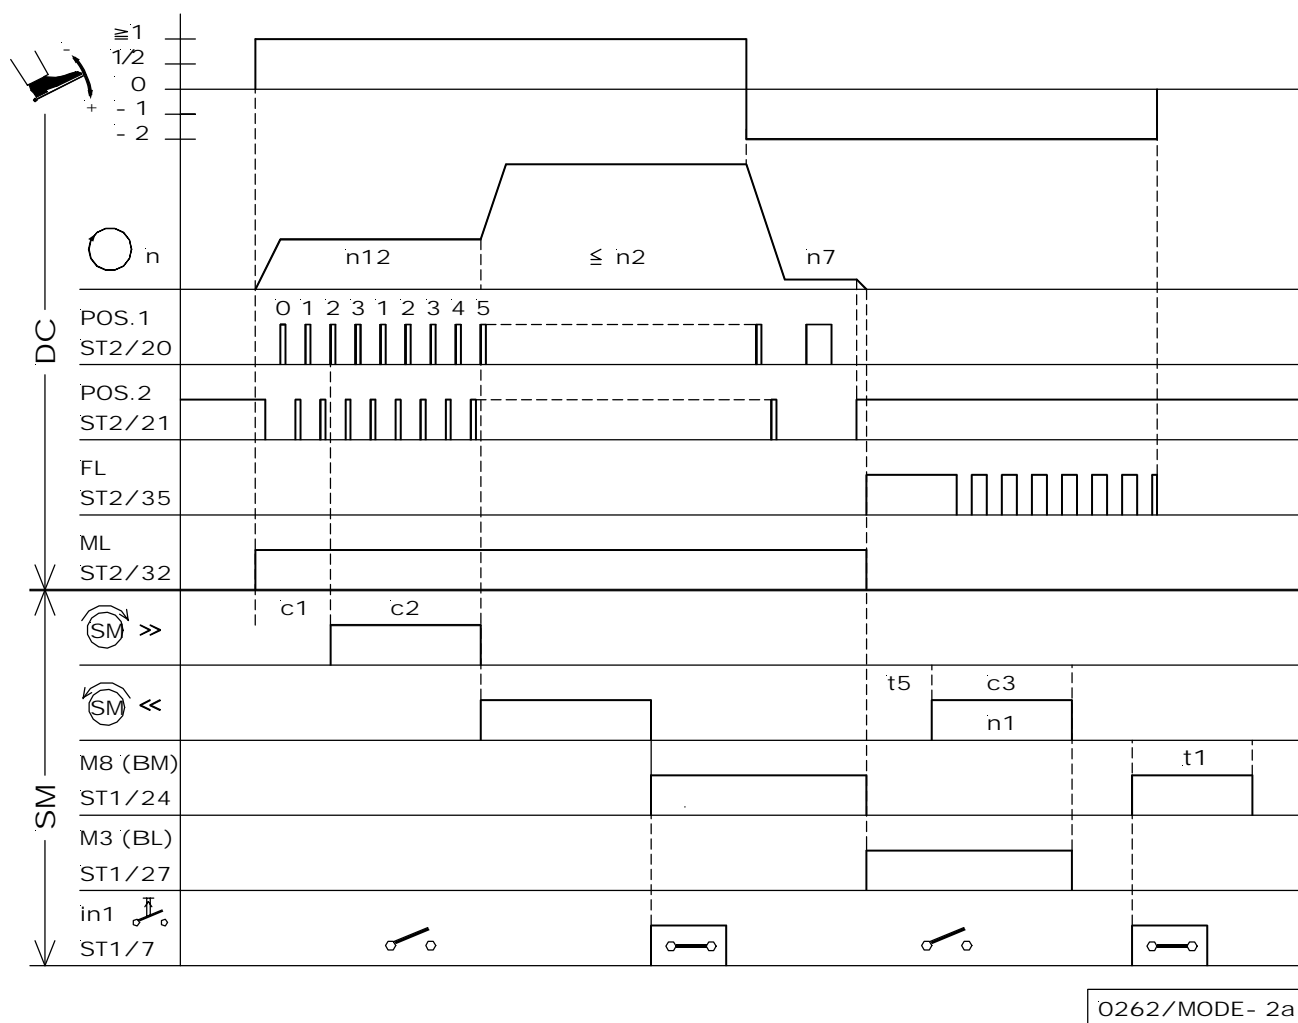 ≧1
1/2
0
- 1
- 2
-
+
n
n12
≦ n2
n7
DC
POS.1
ST2/20
0 1 2 3 1 2 3 4 5
POS.2
ST2/21
FL
ST2/35
ML
ST2/32
SM
SM >>
c1
c2
SM <<
t5
c3
n1
M8 (BM)
ST1/24
t1
M3 (BL)
ST1/27
in1
ST1/7
0262/MODE- 2a